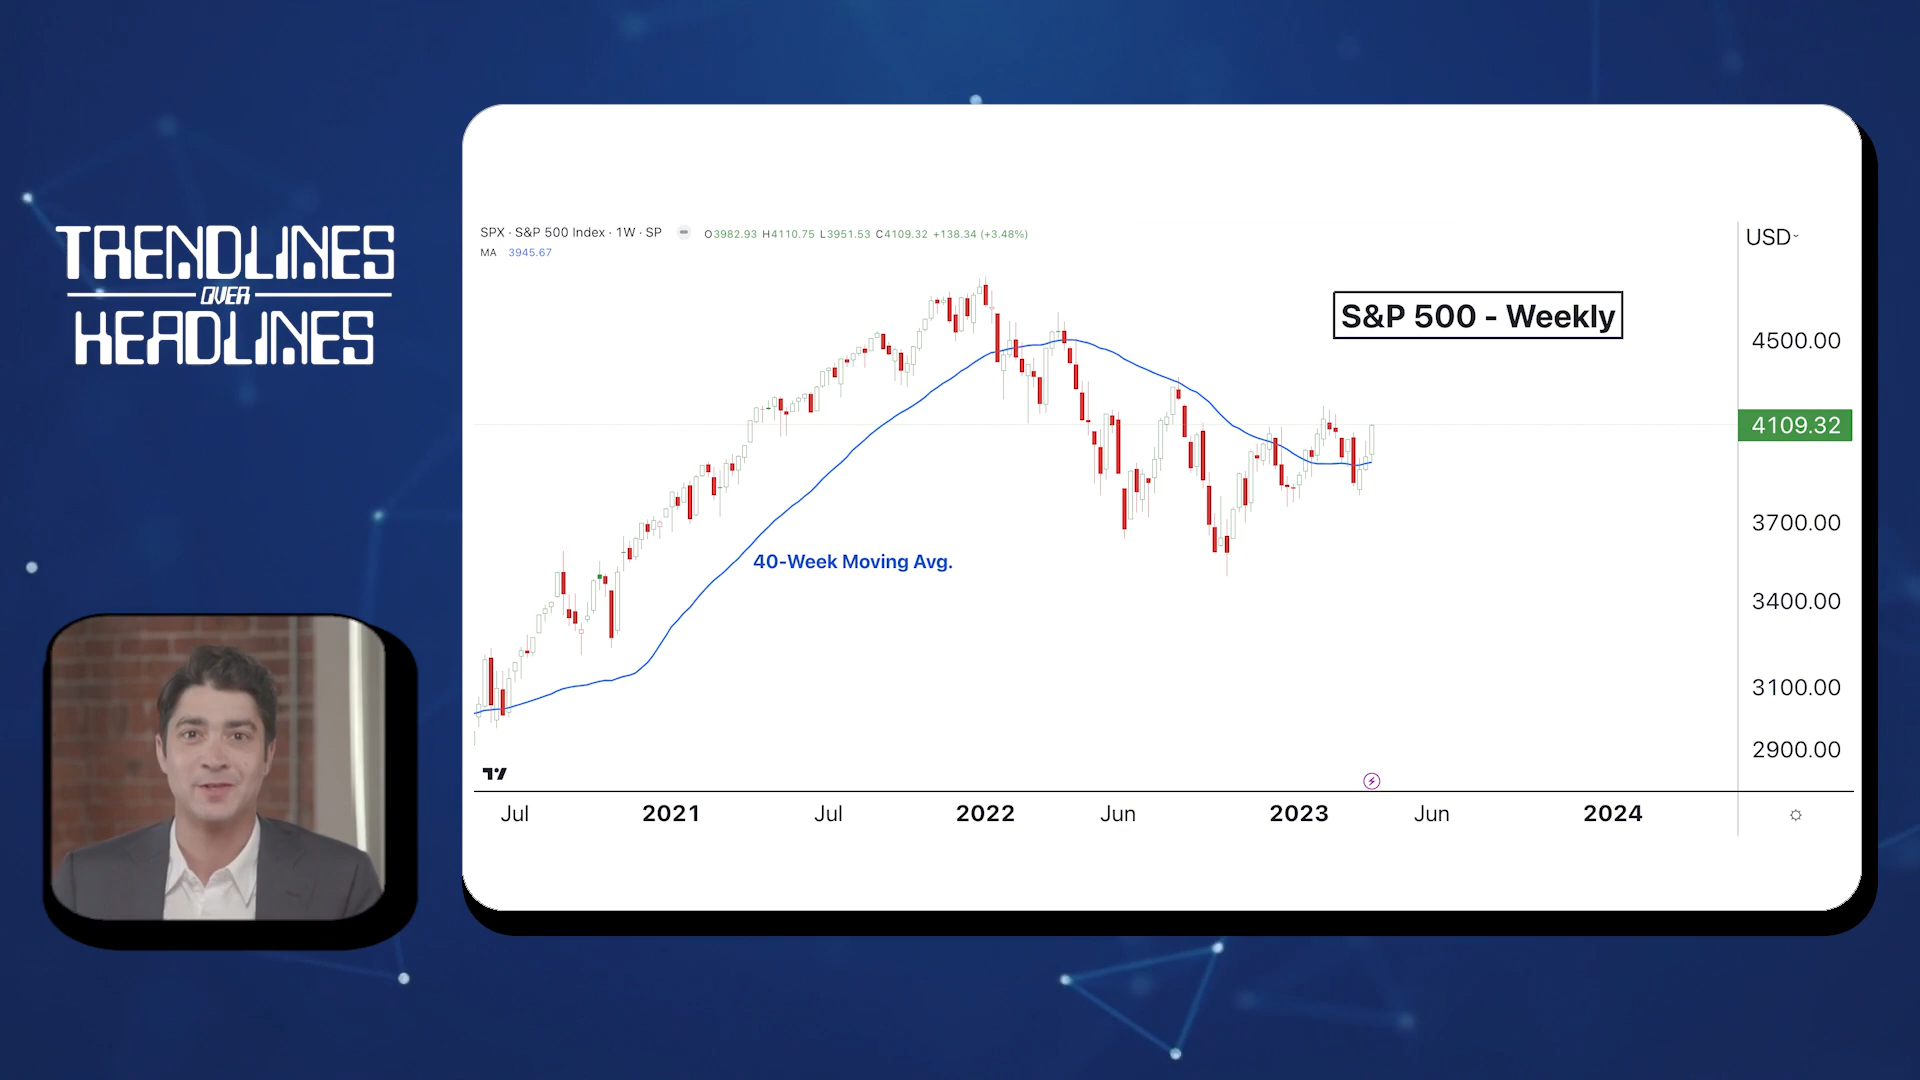 TRENDLINES
OVER
HEADLINES
SPX · S&P 500 Index · 1W · SP O3982.93 H4110.75 L3951.53 C4109.32 +138.34 (+3.48%)
MA 3945.67
USD
S&P 500 - Weekly
4500.00
4109.32
3700.00
40-Week Moving Avg.
3400.00
3100.00
2900.00
Jul 2021 Jul 2022 Jun 2023 Jun 2024